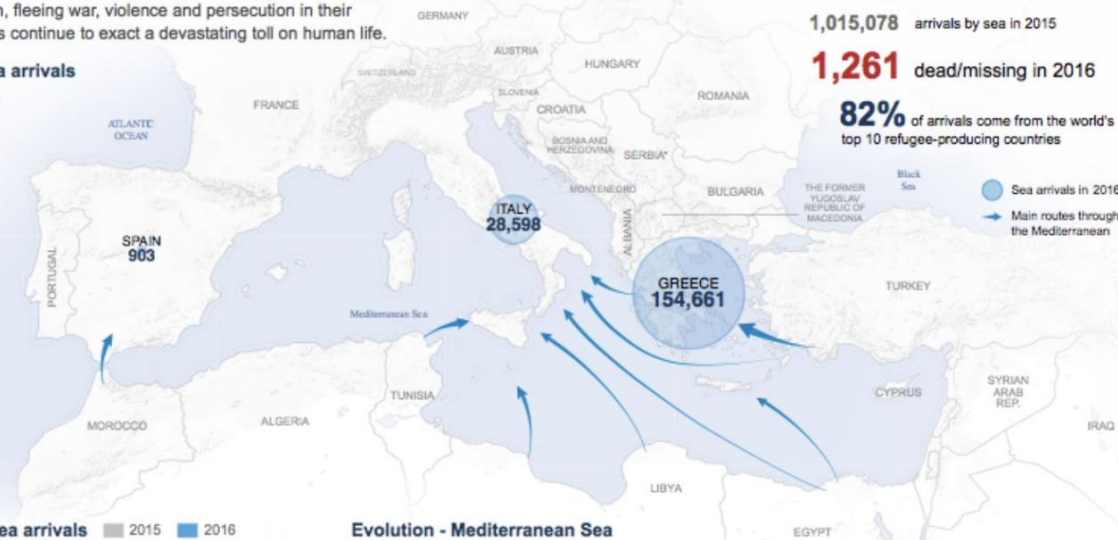 n, fleeing war, violence and persecution in their
s continue to exact a devastating toll on human life.
a arrivals
1,015,078 arrivals by sea in 2015
1,261 dead/missing in 2016
82% of arrivals come from the world's
top 10 refugee-producing countries
Sea arrivals in 2016
Main routes through
the Mediterranean
GERMANY
AUSTRIA
HUNGARY
SWITZERLAND
SLOVENIA
CROATIA
ROMANIA
FRANCE
ATLANTIC
OCEAN
BOSNIA AND
HERZEGOVINA
SERBIA*
MONTENEGRO
BULGARIA
THE FORMER
YUGOSLAV
REPUBLIC OF
MACEDONIA
Black
Sea
ITALY
28,598
ALBANIA
SPAIN
903
PORTUGAL
GREECE
154,661
TURKEY
Mediterranean Sea
TUNISIA
CYPRUS
SYRIAN
ARAB
REP.
MOROCCO
ALGERIA
IRAQ
LIBYA
EGYPT
ea arrivals 2015 2016
Evolution - Mediterranean Sea